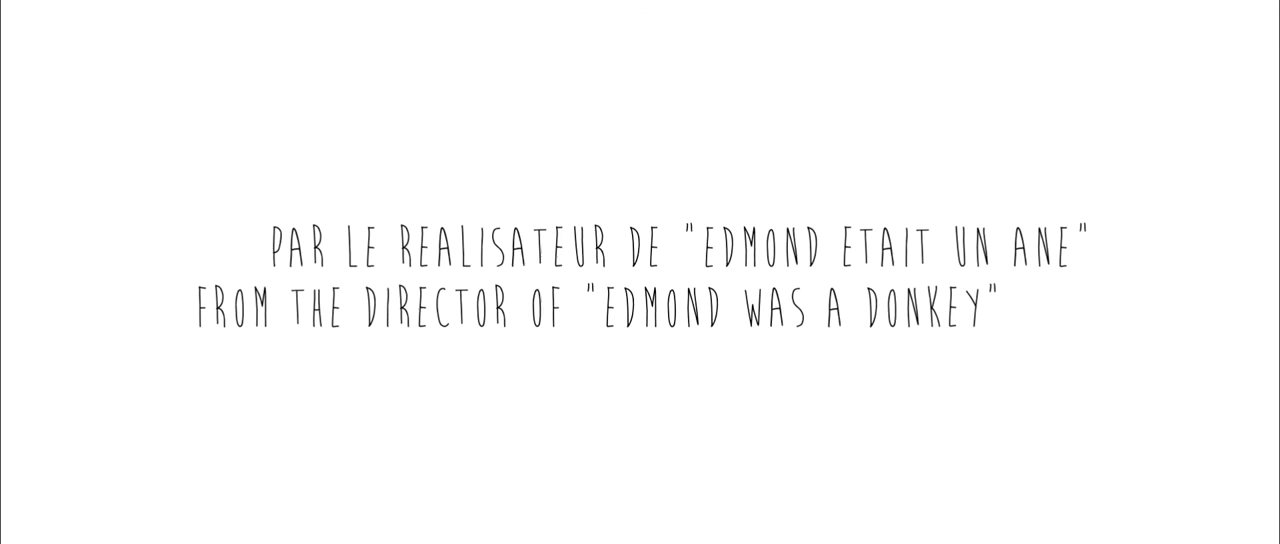 PAR LE REALISATEUR DE "EDMOND ETAIT UN ANE"
FROM THE DIRECTOR OF "EDMOND WAS A DONKEY"